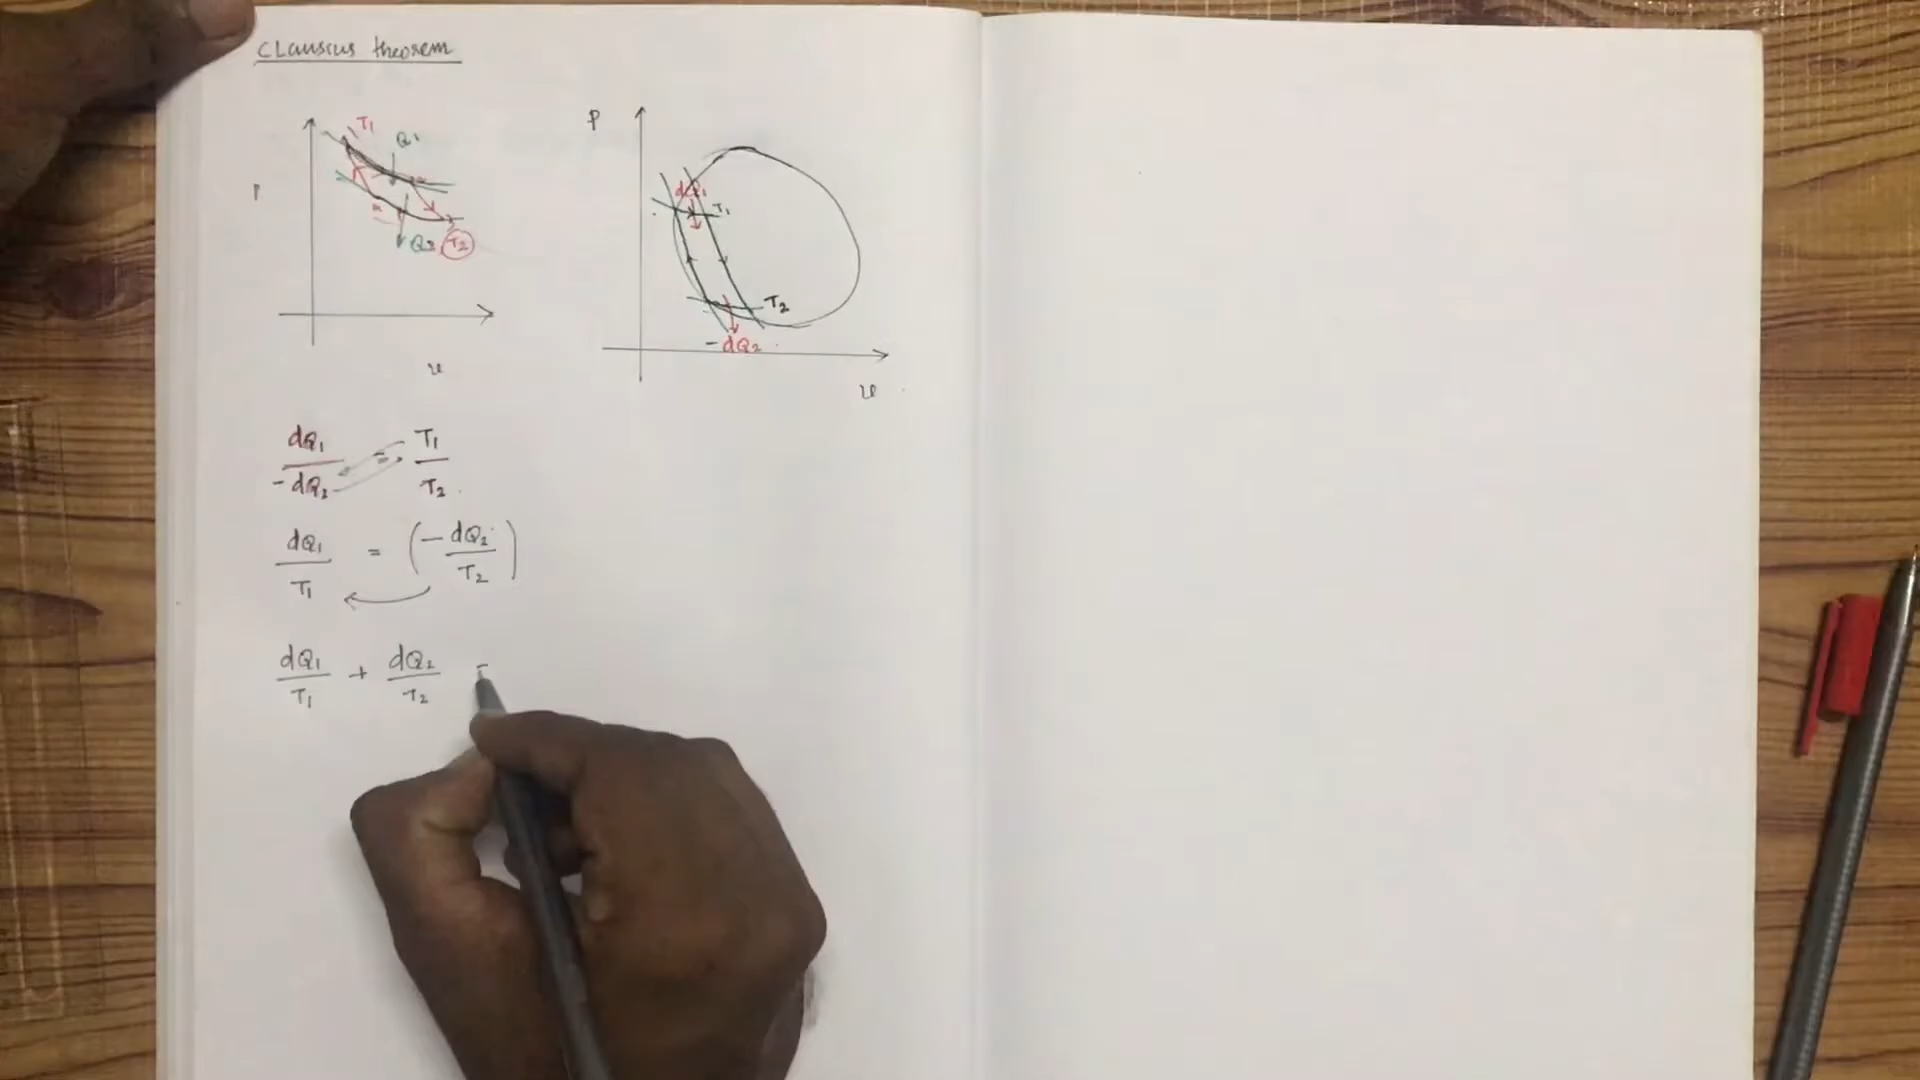 CLausius theorem
T₁
Q₁
P
Q₂ T₂
v
P
dQ₁
T₁
T₂
-dQ₂
v
dQ₁ / -dQ₂ = T₁ / T₂
dQ₁ / T₁ = (- dQ₂ / T₂)
dQ₁ / T₁ + dQ₂ / T₂